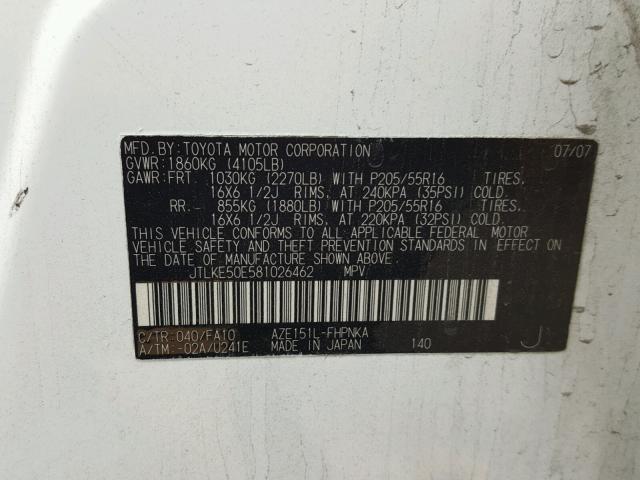 MFD.BY:TOYOTA MOTOR CORPORATION 07/07
GVWR:1860KG (4105LB)
GAWR:FRT. 1030KG (2270LB) WITH P205/55R16 TIRES,
16X6 1/2J RIMS, AT 240KPA (35PSI) COLD.
RR. 855KG (1880LB) WITH P205/55R16 TIRES,
16X6 1/2J RIMS, AT 220KPA (32PSI) COLD.
THIS VEHICLE CONFORMS TO ALL APPLICABLE FEDERAL MOTOR
VEHICLE SAFETY AND THEFT PREVENTION STANDARDS IN EFFECT ON
THE DATE OF MANUFACTURE SHOWN ABOVE.
JTLKE50E581026462 MPV
C/TR:040/FA10 AZE151L-FHPNKA
A/TM:-02A/U241E MADE IN JAPAN 140 J